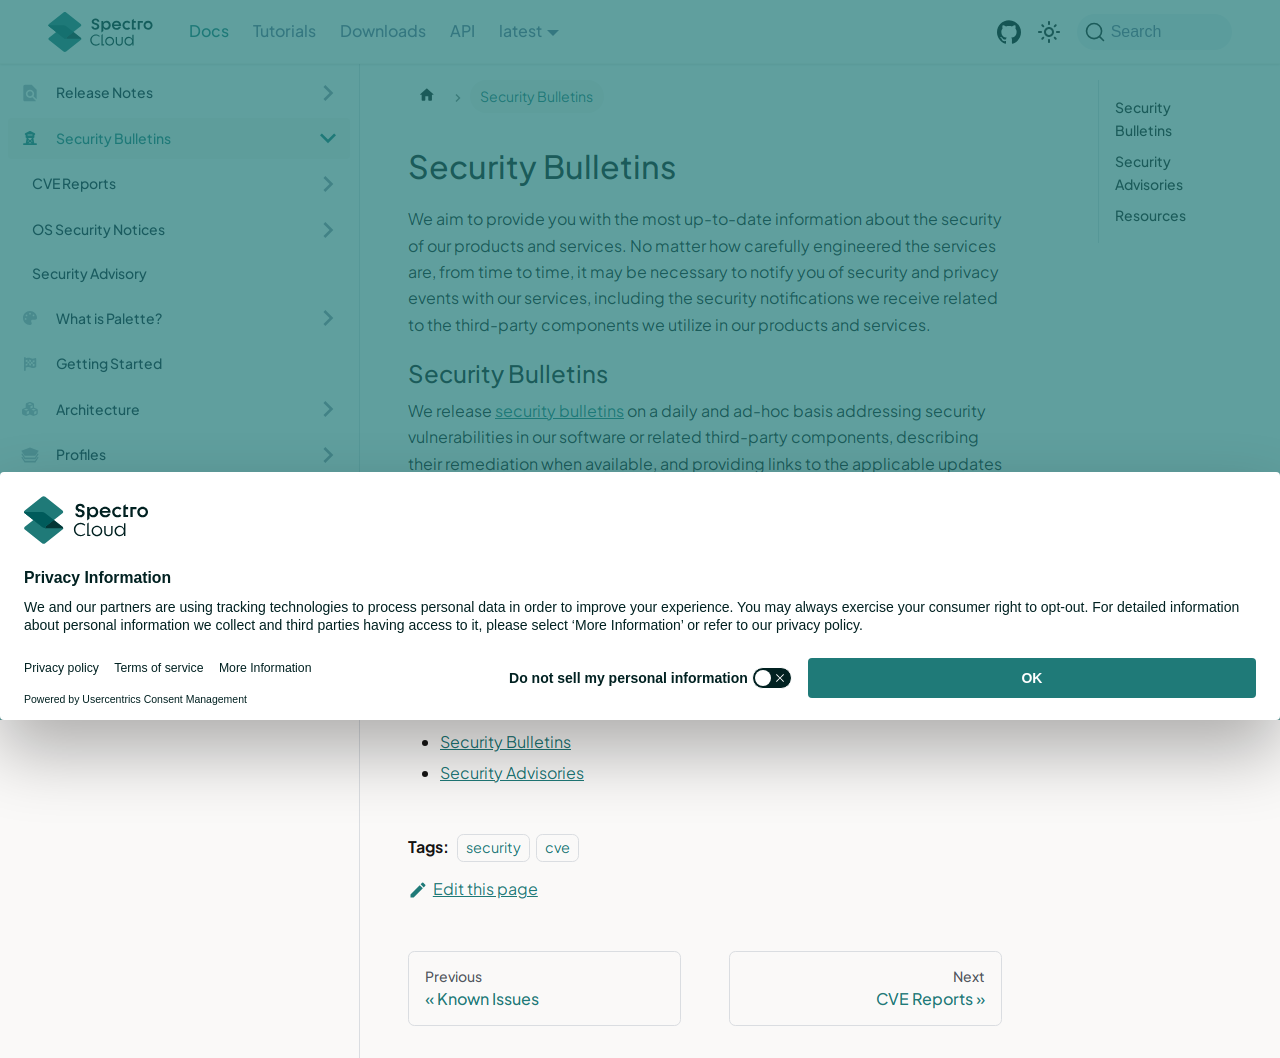 Spectro
Cloud
Docs
Tutorials
Downloads
API
latest
Search
Release Notes
Security Bulletins
CVE Reports
OS Security Notices
Security Advisory
What is Palette?
Getting Started
Architecture
Profiles
Security Bulletins
Security Bulletins
We aim to provide you with the most up-to-date information about the security
of our products and services. No matter how carefully engineered the services
are, from time to time, it may be necessary to notify you of security and privacy
events with our services, including the security notifications we receive related
to the third-party components we utilize in our products and services.
Security Bulletins
We release security bulletins on a daily and ad-hoc basis addressing security
vulnerabilities in our software or related third-party components, describing
their remediation when available, and providing links to the applicable updates
Security
Bulletins
Security
Advisories
Resources
Spectro
Cloud
Privacy Information
We and our partners are using tracking technologies to process personal data in order to improve your experience. You may always exercise your consumer right to opt-out. For detailed information
about personal information we collect and third parties having access to it, please select ‘More Information’ or refer to our privacy policy.
Privacy policy
Terms of service
More Information
Powered by Usercentrics Consent Management
Do not sell my personal information
OK
Security Bulletins
Security Advisories
Tags: security cve
Edit this page
Previous
« Known Issues
Next
CVE Reports »